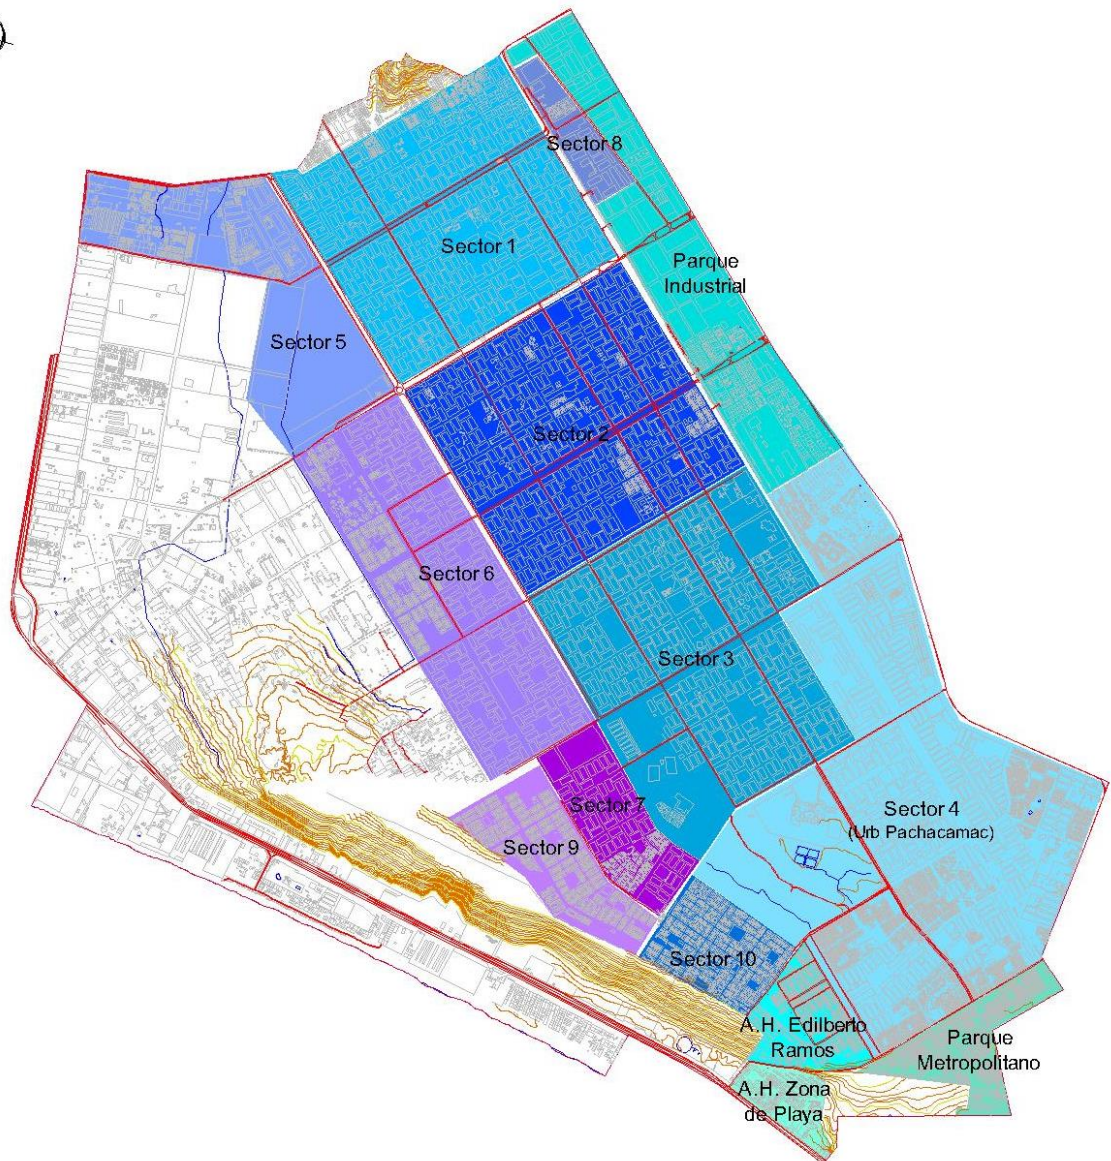 Sector 8
Sector 1
Parque
Industrial
Sector 5
Sector 2
Sector 6
Sector 3
Sector 7
Sector 4
(Urb Pachacamac)
Sector 9
Sector 10
A.H. Edilberto
Ramos
Parque
Metropolitano
A.H. Zona
de Playa